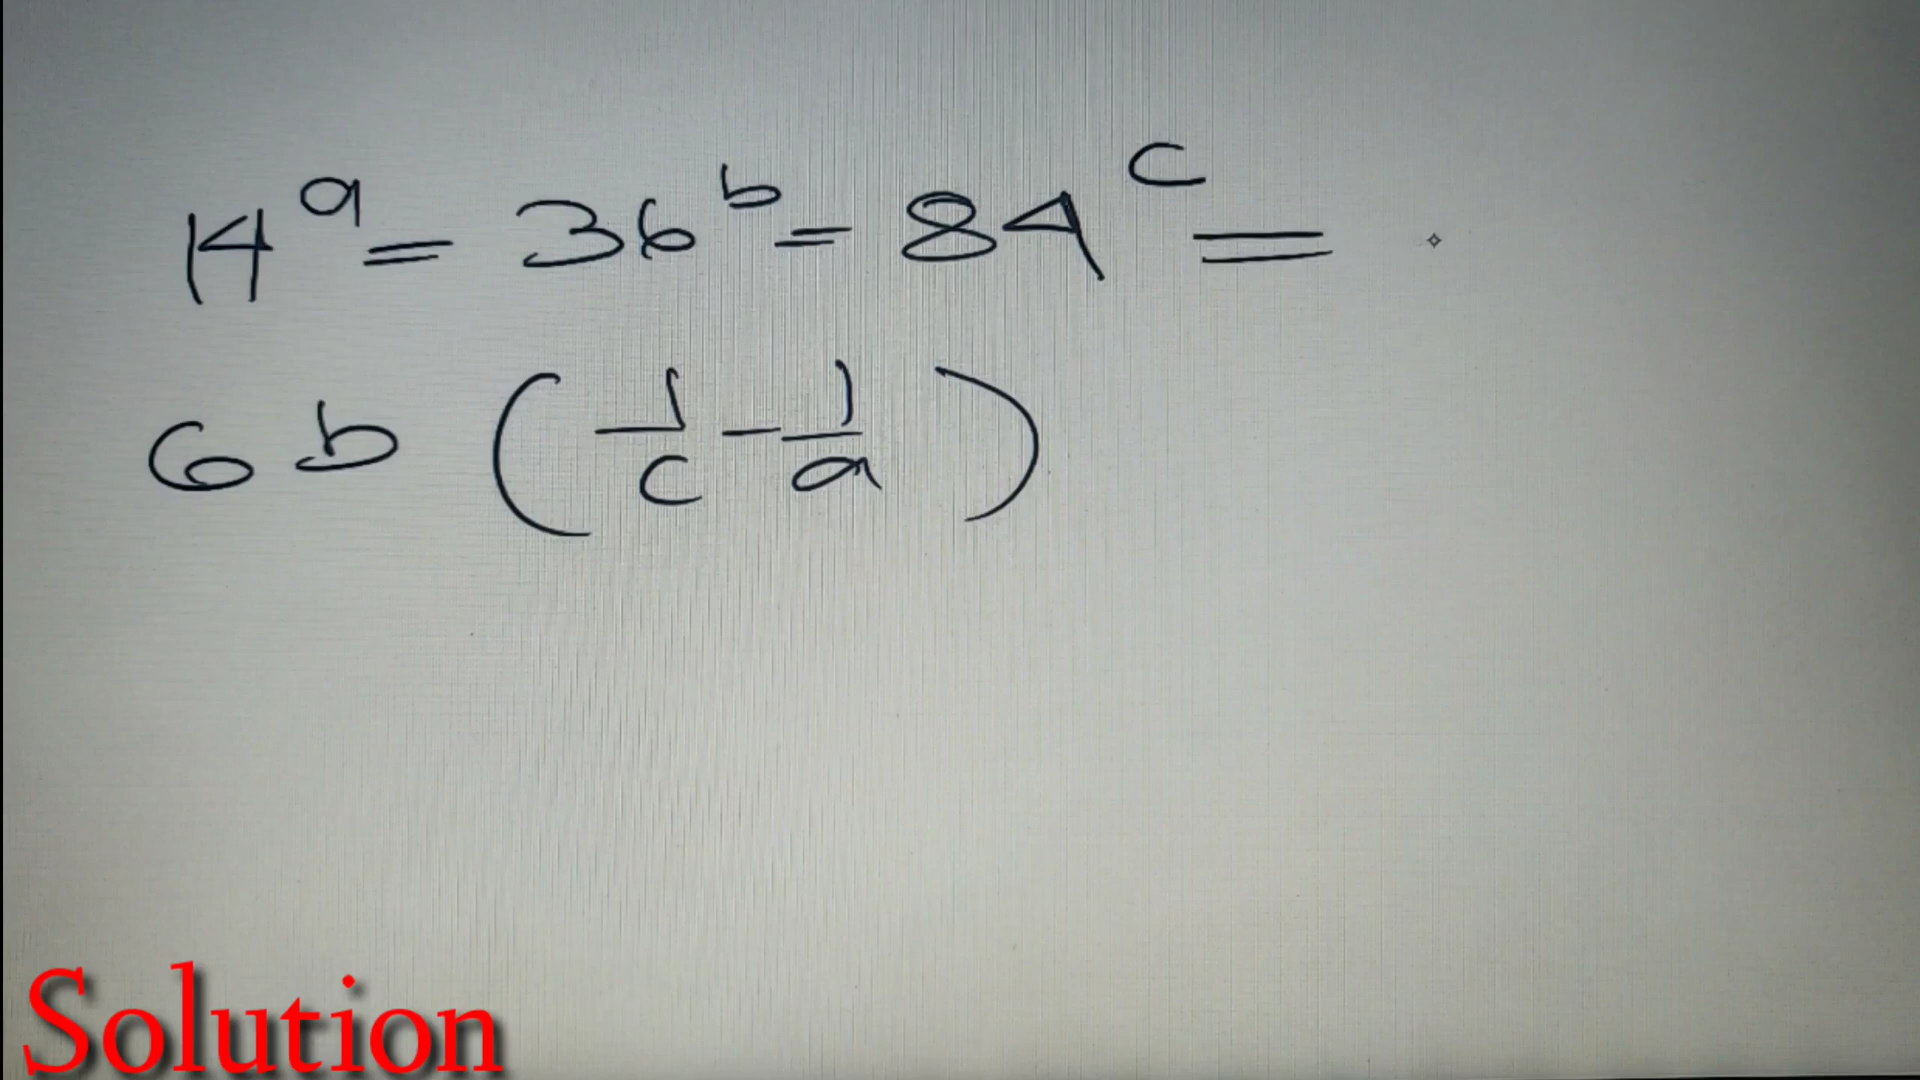 14^a = 36^b = 84^c =
6b (1/c - 1/a)
Solution